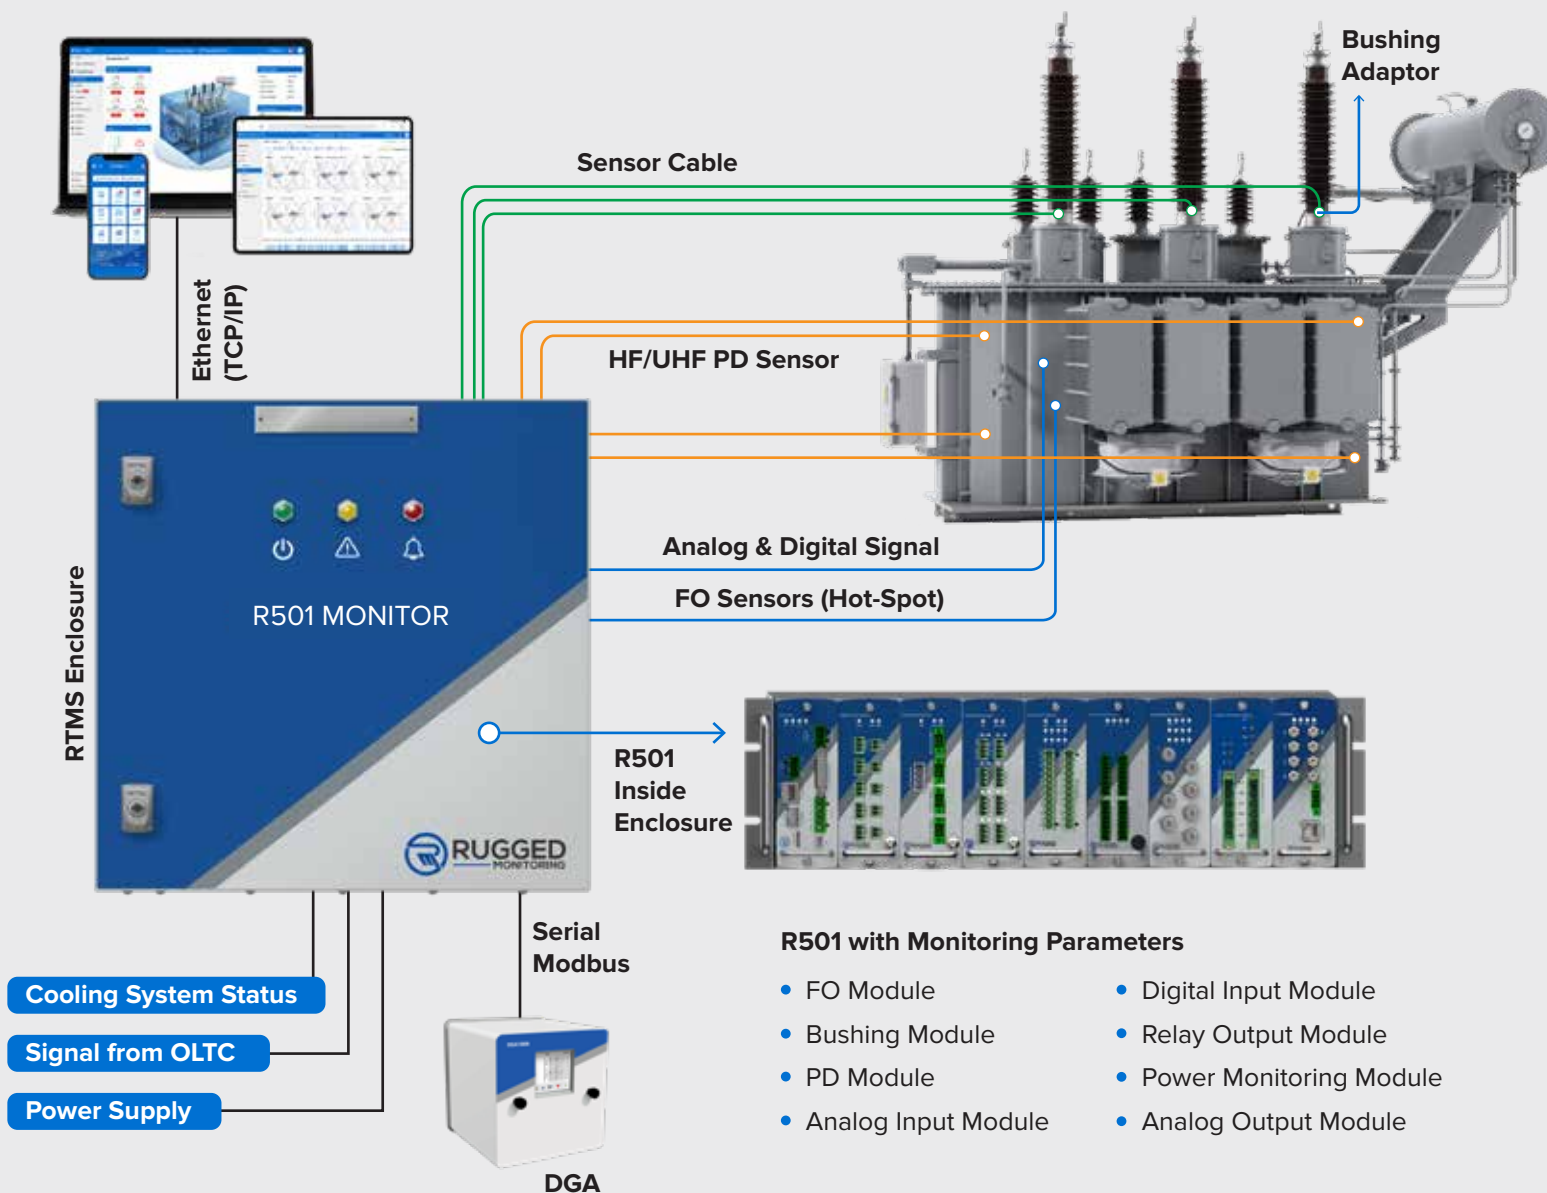 Bushing
Adaptor
Sensor Cable
Ethernet
(TCP/IP)
HF/UHF PD Sensor
Analog & Digital Signal
FO Sensors (Hot-Spot)
RTMS Enclosure
R501 MONITOR
R501
Inside
Enclosure
RUGGED
MONITORING
Serial
Modbus
Cooling System Status
Signal from OLTC
Power Supply
DGA
R501 with Monitoring Parameters
• FO Module
• Bushing Module
• PD Module
• Analog Input Module
• Digital Input Module
• Relay Output Module
• Power Monitoring Module
• Analog Output Module